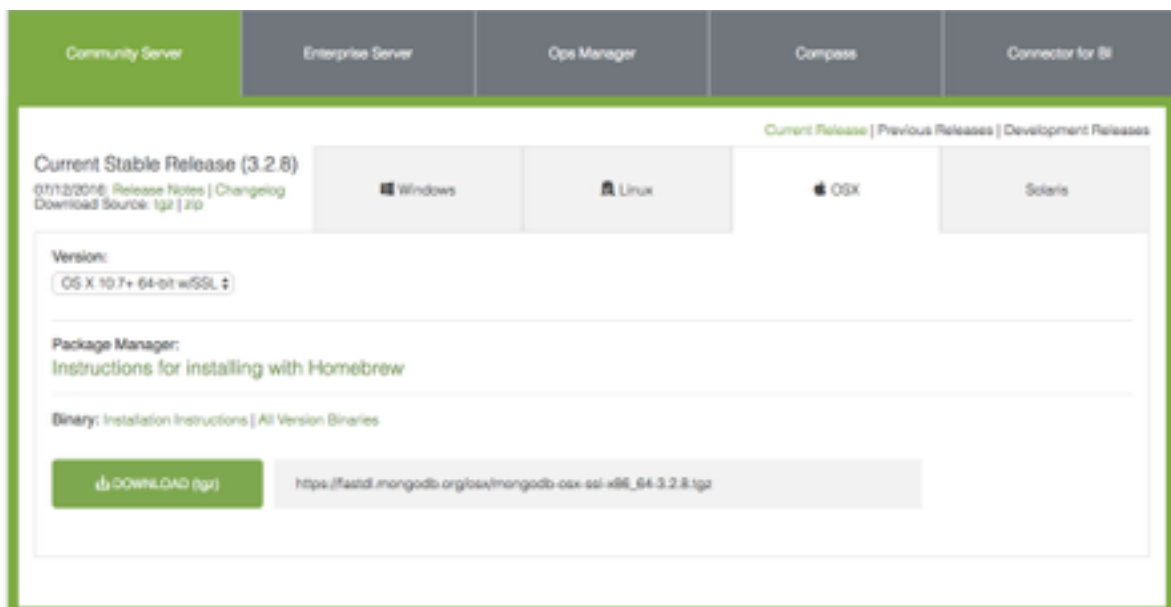 Community Server Enterprise Server Ops Manager Compass Connector for BI
Current Release | Previous Releases | Development Releases
Current Stable Release (3.2.8)
07/12/2016: Release Notes | Changelog
Download Source: tgz | zip
Windows Linux OSX Solaris
Version:
OS X 10.7+ 64-bit w/SSL
Package Manager:
Instructions for installing with Homebrew
Binary: Installation Instructions | All Version Binaries
DOWNLOAD (tgz) https://fastdl.mongodb.org/osx/mongodb-osx-ssl-x86_64-3.2.8.tgz